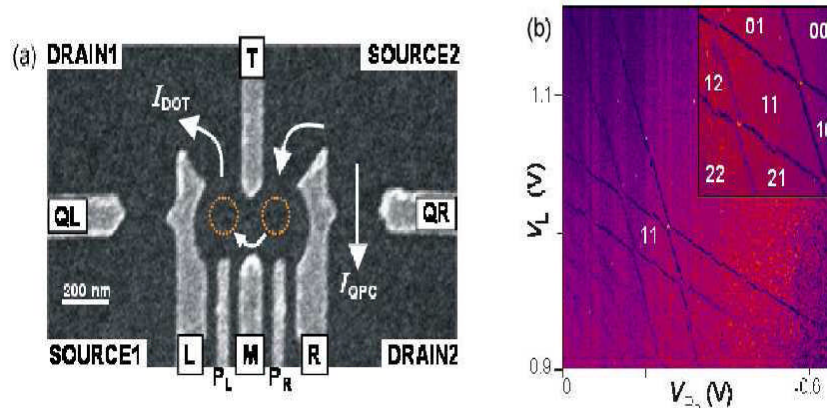 (a)
DRAIN1
T
SOURCE2
I_DOT
QL
QR
I_QPC
200 nm
SOURCE1
L
M
R
DRAIN2
P_L
P_R
(b)
V_L (V)
1.1
0.9
01
00
12
11
10
22
21
11
0
(V)